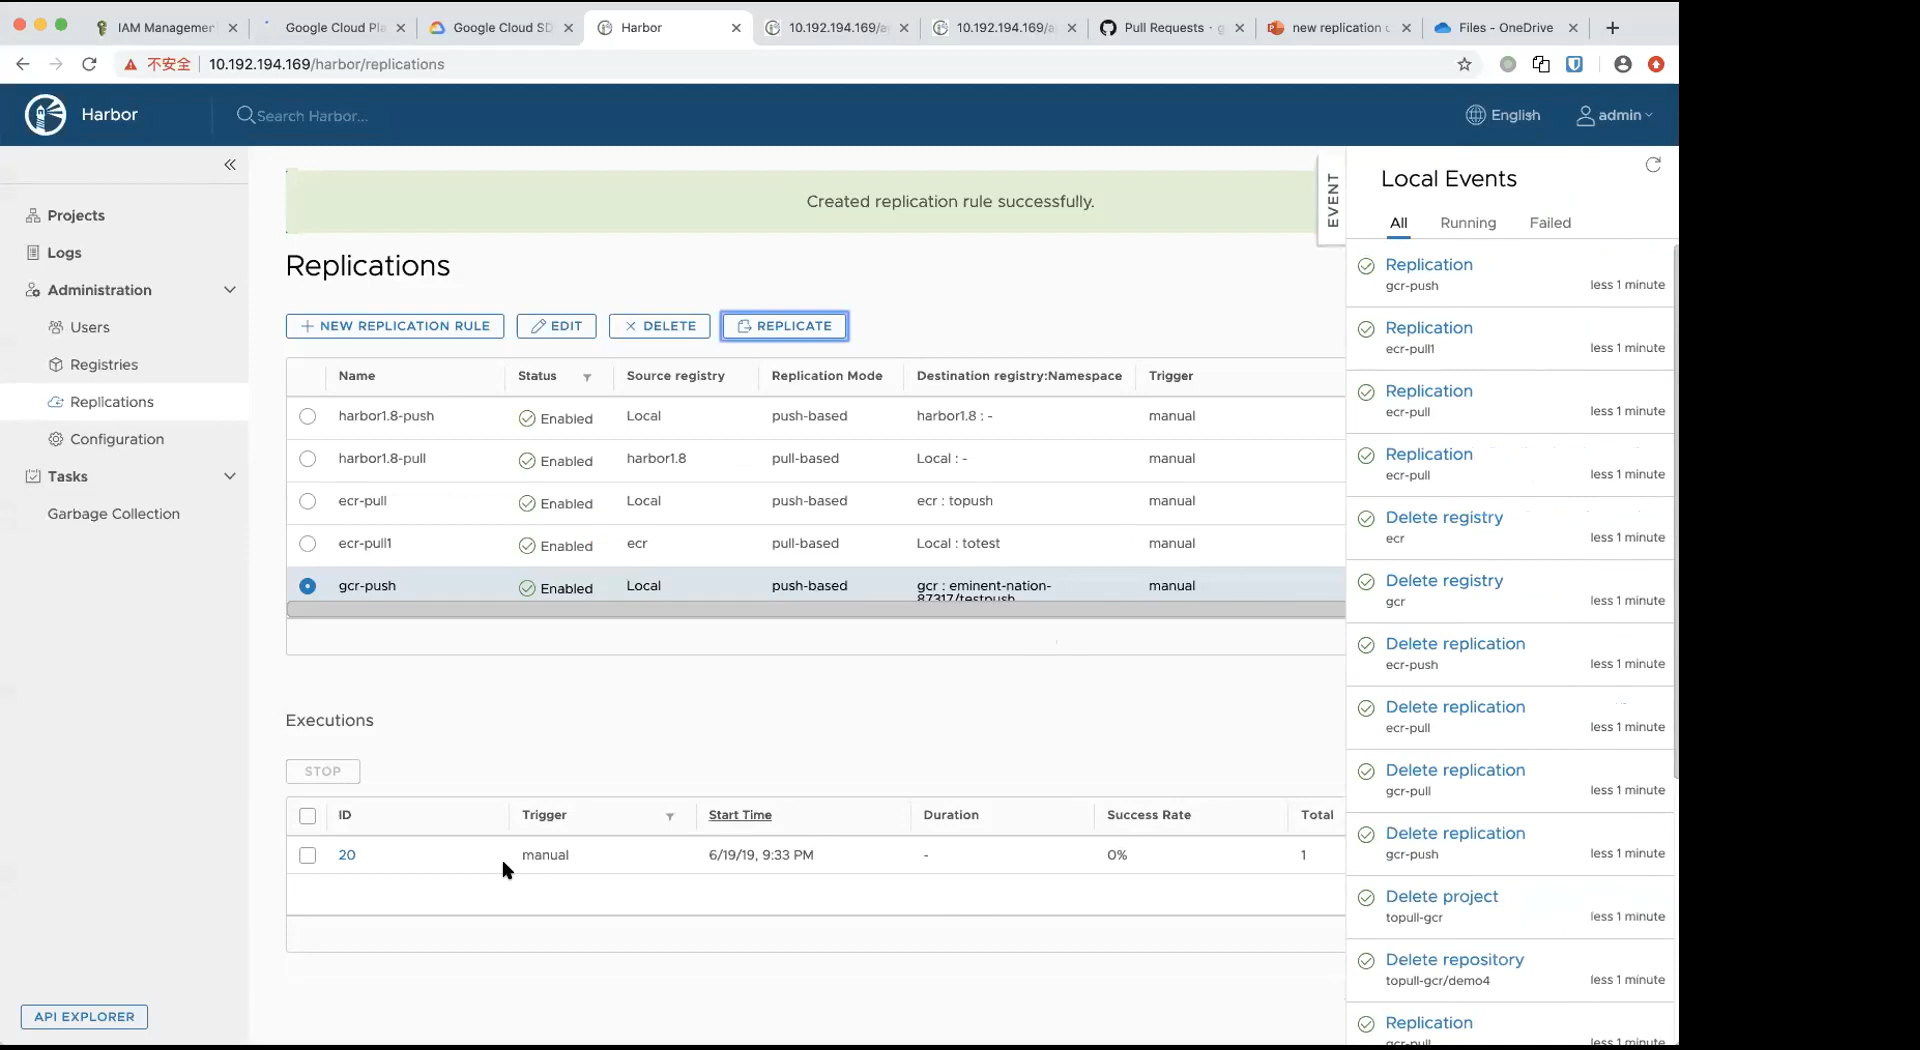 IAM Managemen
Google Cloud Pla
Google Cloud SD
Harbor
10.192.194.169/a
10.192.194.169/a
Pull Requests · g
new replication
Files - OneDrive
不安全
10.192.194.169/harbor/replications
Harbor
Search Harbor...
English
admin
Projects
Logs
Administration
Users
Registries
Replications
Configuration
Tasks
Garbage Collection
API EXPLORER
Created replication rule successfully.
Replications
NEW REPLICATION RULE
EDIT
DELETE
REPLICATE
Name Status Source registry Replication Mode Destination registry:Namespace Trigger
harbor1.8-push Enabled Local push-based harbor1.8 : - manual
harbor1.8-pull Enabled harbor1.8 pull-based Local : - manual
ecr-pull Enabled Local push-based ecr : topush manual
ecr-pull1 Enabled ecr pull-based Local : totest manual
gcr-push Enabled Local push-based gcr : eminent-nation- manual
87317/testpush
Executions
STOP
ID Trigger Start Time Duration Success Rate Total
20 manual 6/19/19, 9:33 PM - 0% 1
EVENT
Local Events
All Running Failed
Replication
gcr-push less 1 minute
Replication
ecr-pull1 less 1 minute
Replication
ecr-pull less 1 minute
Replication
ecr-pull less 1 minute
Delete registry
ecr less 1 minute
Delete registry
gcr less 1 minute
Delete replication
ecr-push less 1 minute
Delete replication
ecr-pull less 1 minute
Delete replication
gcr-pull less 1 minute
Delete replication
gcr-push less 1 minute
Delete project
topull-gcr less 1 minute
Delete repository
topull-gcr/demo4 less 1 minute
Replication
gcr-pull less 1 minute